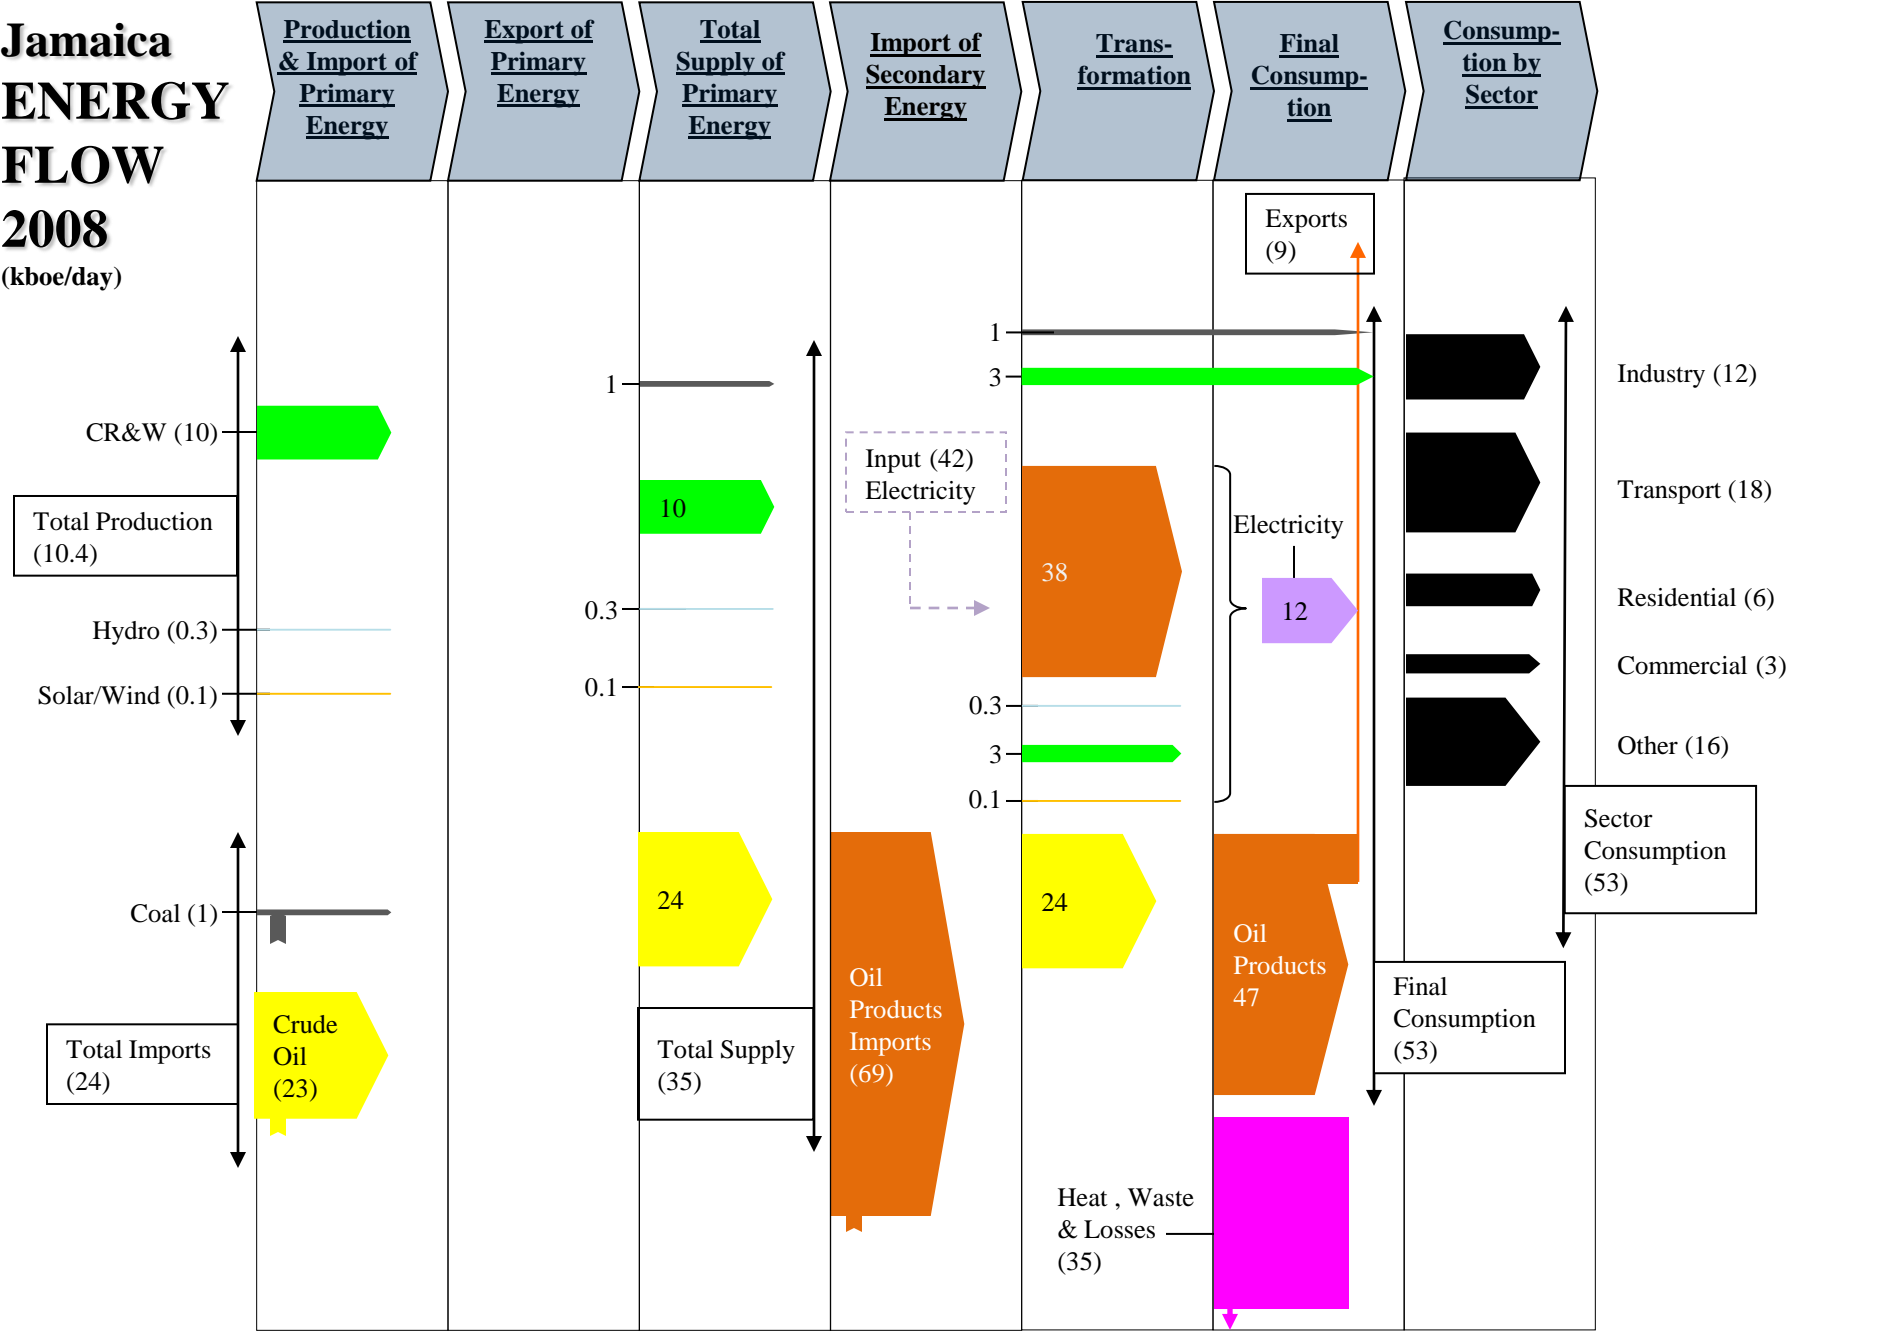 Jamaica
ENERGY
FLOW
2008
(kboe/day)
Production
& Import of
Primary
Energy
Export of
Primary
Energy
Total
Supply of
Primary
Energy
Import of
Secondary
Energy
Trans-
formation
Final
Consump-
tion
Consump-
tion by
Sector
CR&W (10)
Total Production
(10.4)
Hydro (0.3)
Solar/Wind (0.1)
Coal (1)
Total Imports
(24)
Crude
Oil
(23)
1
10
0.3
0.1
24
Total Supply
(35)
Input (42)
Electricity
Oil
Products
Imports
(69)
1
3
38
0.3
3
0.1
24
Heat , Waste
& Losses
(35)
Exports
(9)
Electricity
12
Oil
Products
47
Final
Consumption
(53)
Industry (12)
Transport (18)
Residential (6)
Commercial (3)
Other (16)
Sector
Consumption
(53)